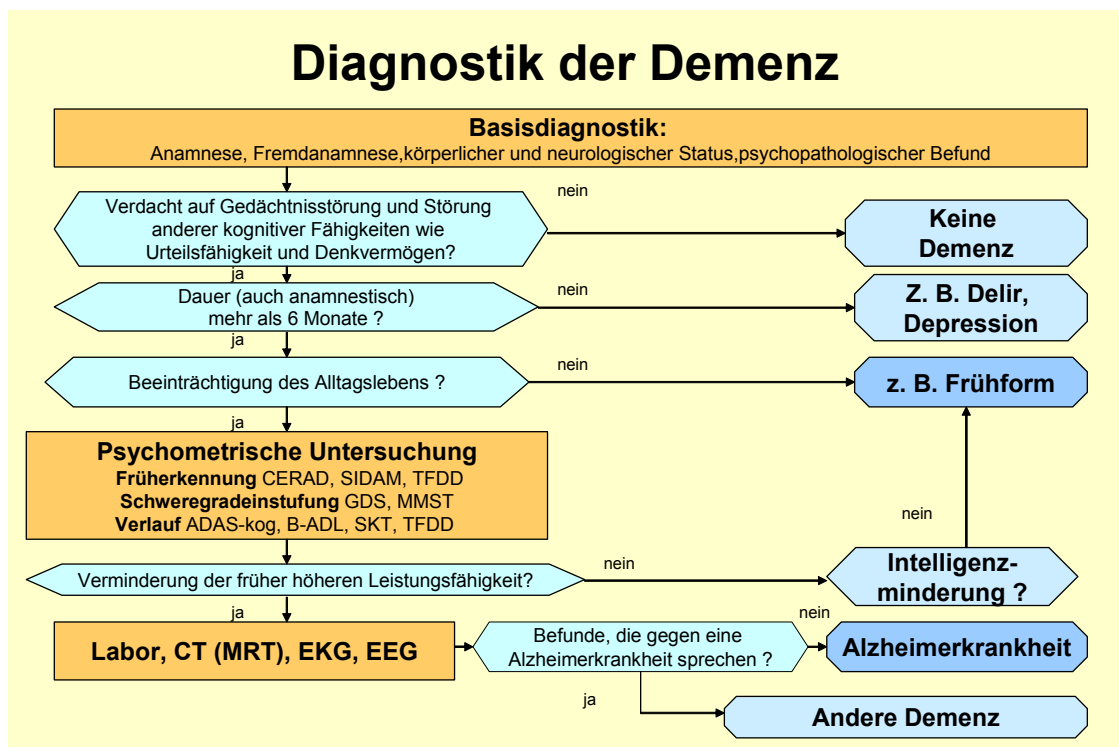 Diagnostik der Demenz
Basisdiagnostik:
Anamnese, Fremdanamnese,körperlicher und neurologischer Status,psychopathologischer Befund
Verdacht auf Gedächtnisstörung und Störung
anderer kognitiver Fähigkeiten wie
Urteilsfähigkeit und Denkvermögen?
nein
Keine
Demenz
ja
Dauer (auch anamnestisch)
mehr als 6 Monate ?
nein
Z. B. Delir,
Depression
ja
Beeinträchtigung des Alltagslebens ?
nein
z. B. Frühform
ja
Psychometrische Untersuchung
Früherkennung CERAD, SIDAM, TFDD
Schweregradeinstufung GDS, MMST
Verlauf ADAS-kog, B-ADL, SKT, TFDD
nein
Verminderung der früher höheren Leistungsfähigkeit?
nein
Intelligenz-
minderung ?
ja
Labor, CT (MRT), EKG, EEG
Befunde, die gegen eine
Alzheimerkrankheit sprechen ?
nein
Alzheimerkrankheit
ja
Andere Demenz